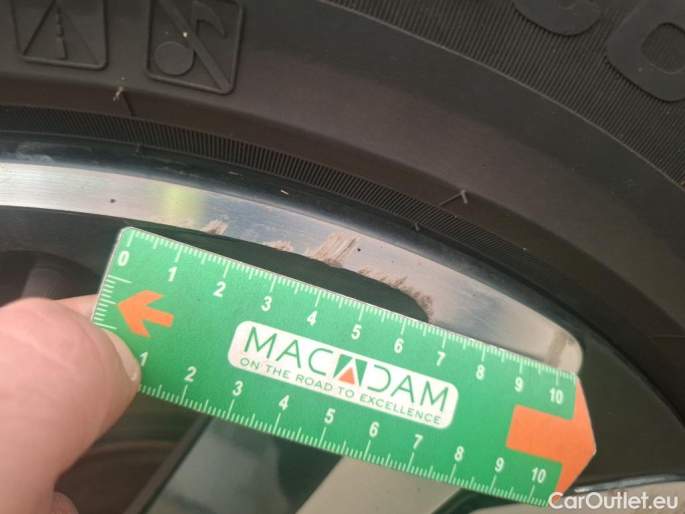 0 1 2 3 4 5 6 7 8 9 10
MACADAM
ON THE ROAD TO EXCELLENCE
1 2 3 4 5 6 7 8 9 10
CarOutlet.eu